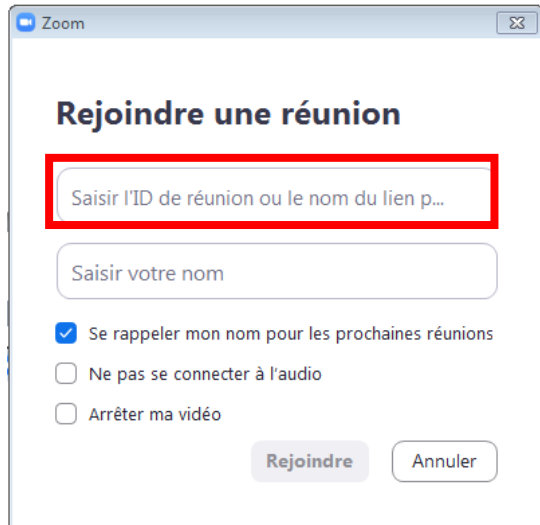 Zoom
Rejoindre une réunion
Saisir l'ID de réunion ou le nom du lien p...
Saisir votre nom
Se rappeler mon nom pour les prochaines réunions
Ne pas se connecter à l'audio
Arrêter ma vidéo
Rejoindre Annuler